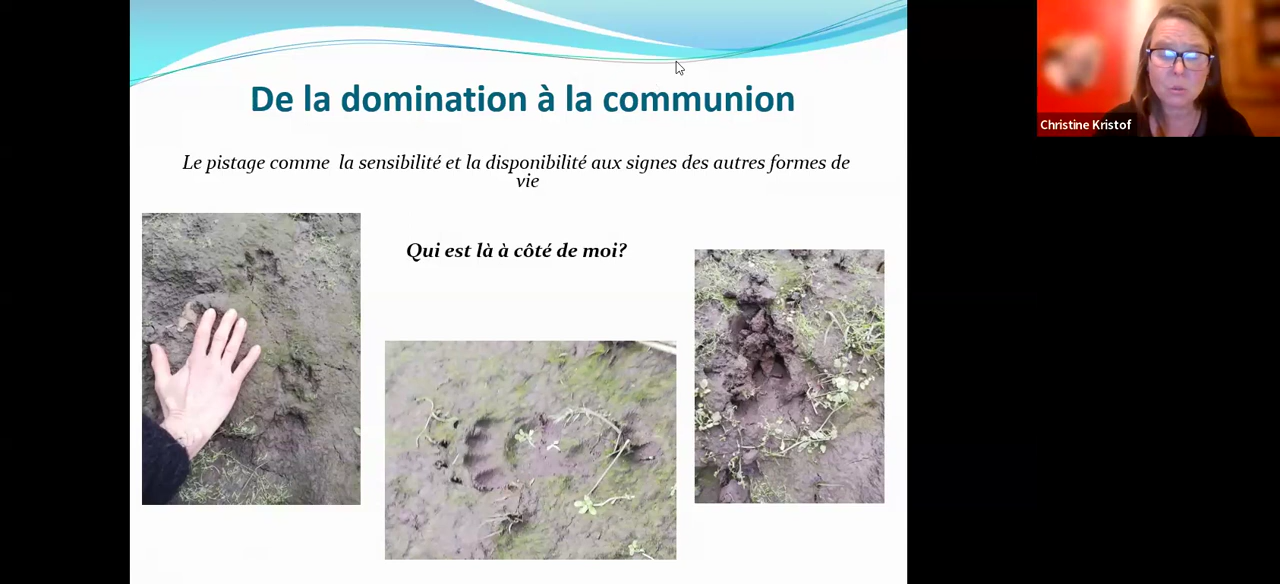 De la domination à la communion
Le pistage comme la sensibilité et la disponibilité aux signes des autres formes de
vie
Qui est là à côté de moi?
Christine Kristof